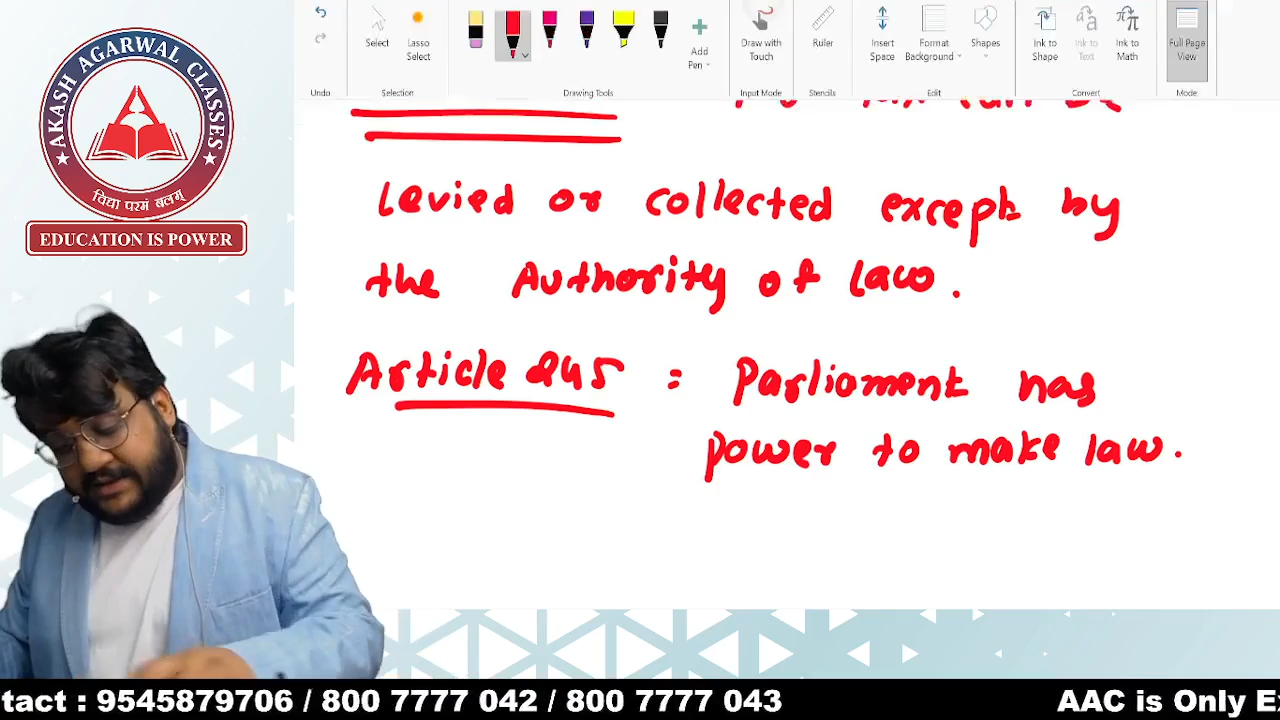 AKASH AGARWAL CLASSES
विद्या परमं बलम्
EDUCATION IS POWER
Undo
Select
Lasso Select
Selection
Drawing Tools
Add Pen
Draw with Touch
Input Mode
Ruler
Stencils
Insert Space
Format Background
Shapes
Edit
Ink to Shape
Ink to Text
Ink to Math
Convert
Full Page View
Mode
Levied or collected except by
the Authority of law.
Article 245 = Parliament has
power to make law.
tact : 9545879706 / 800 7777 042 / 800 7777 043
AAC is Only Ex